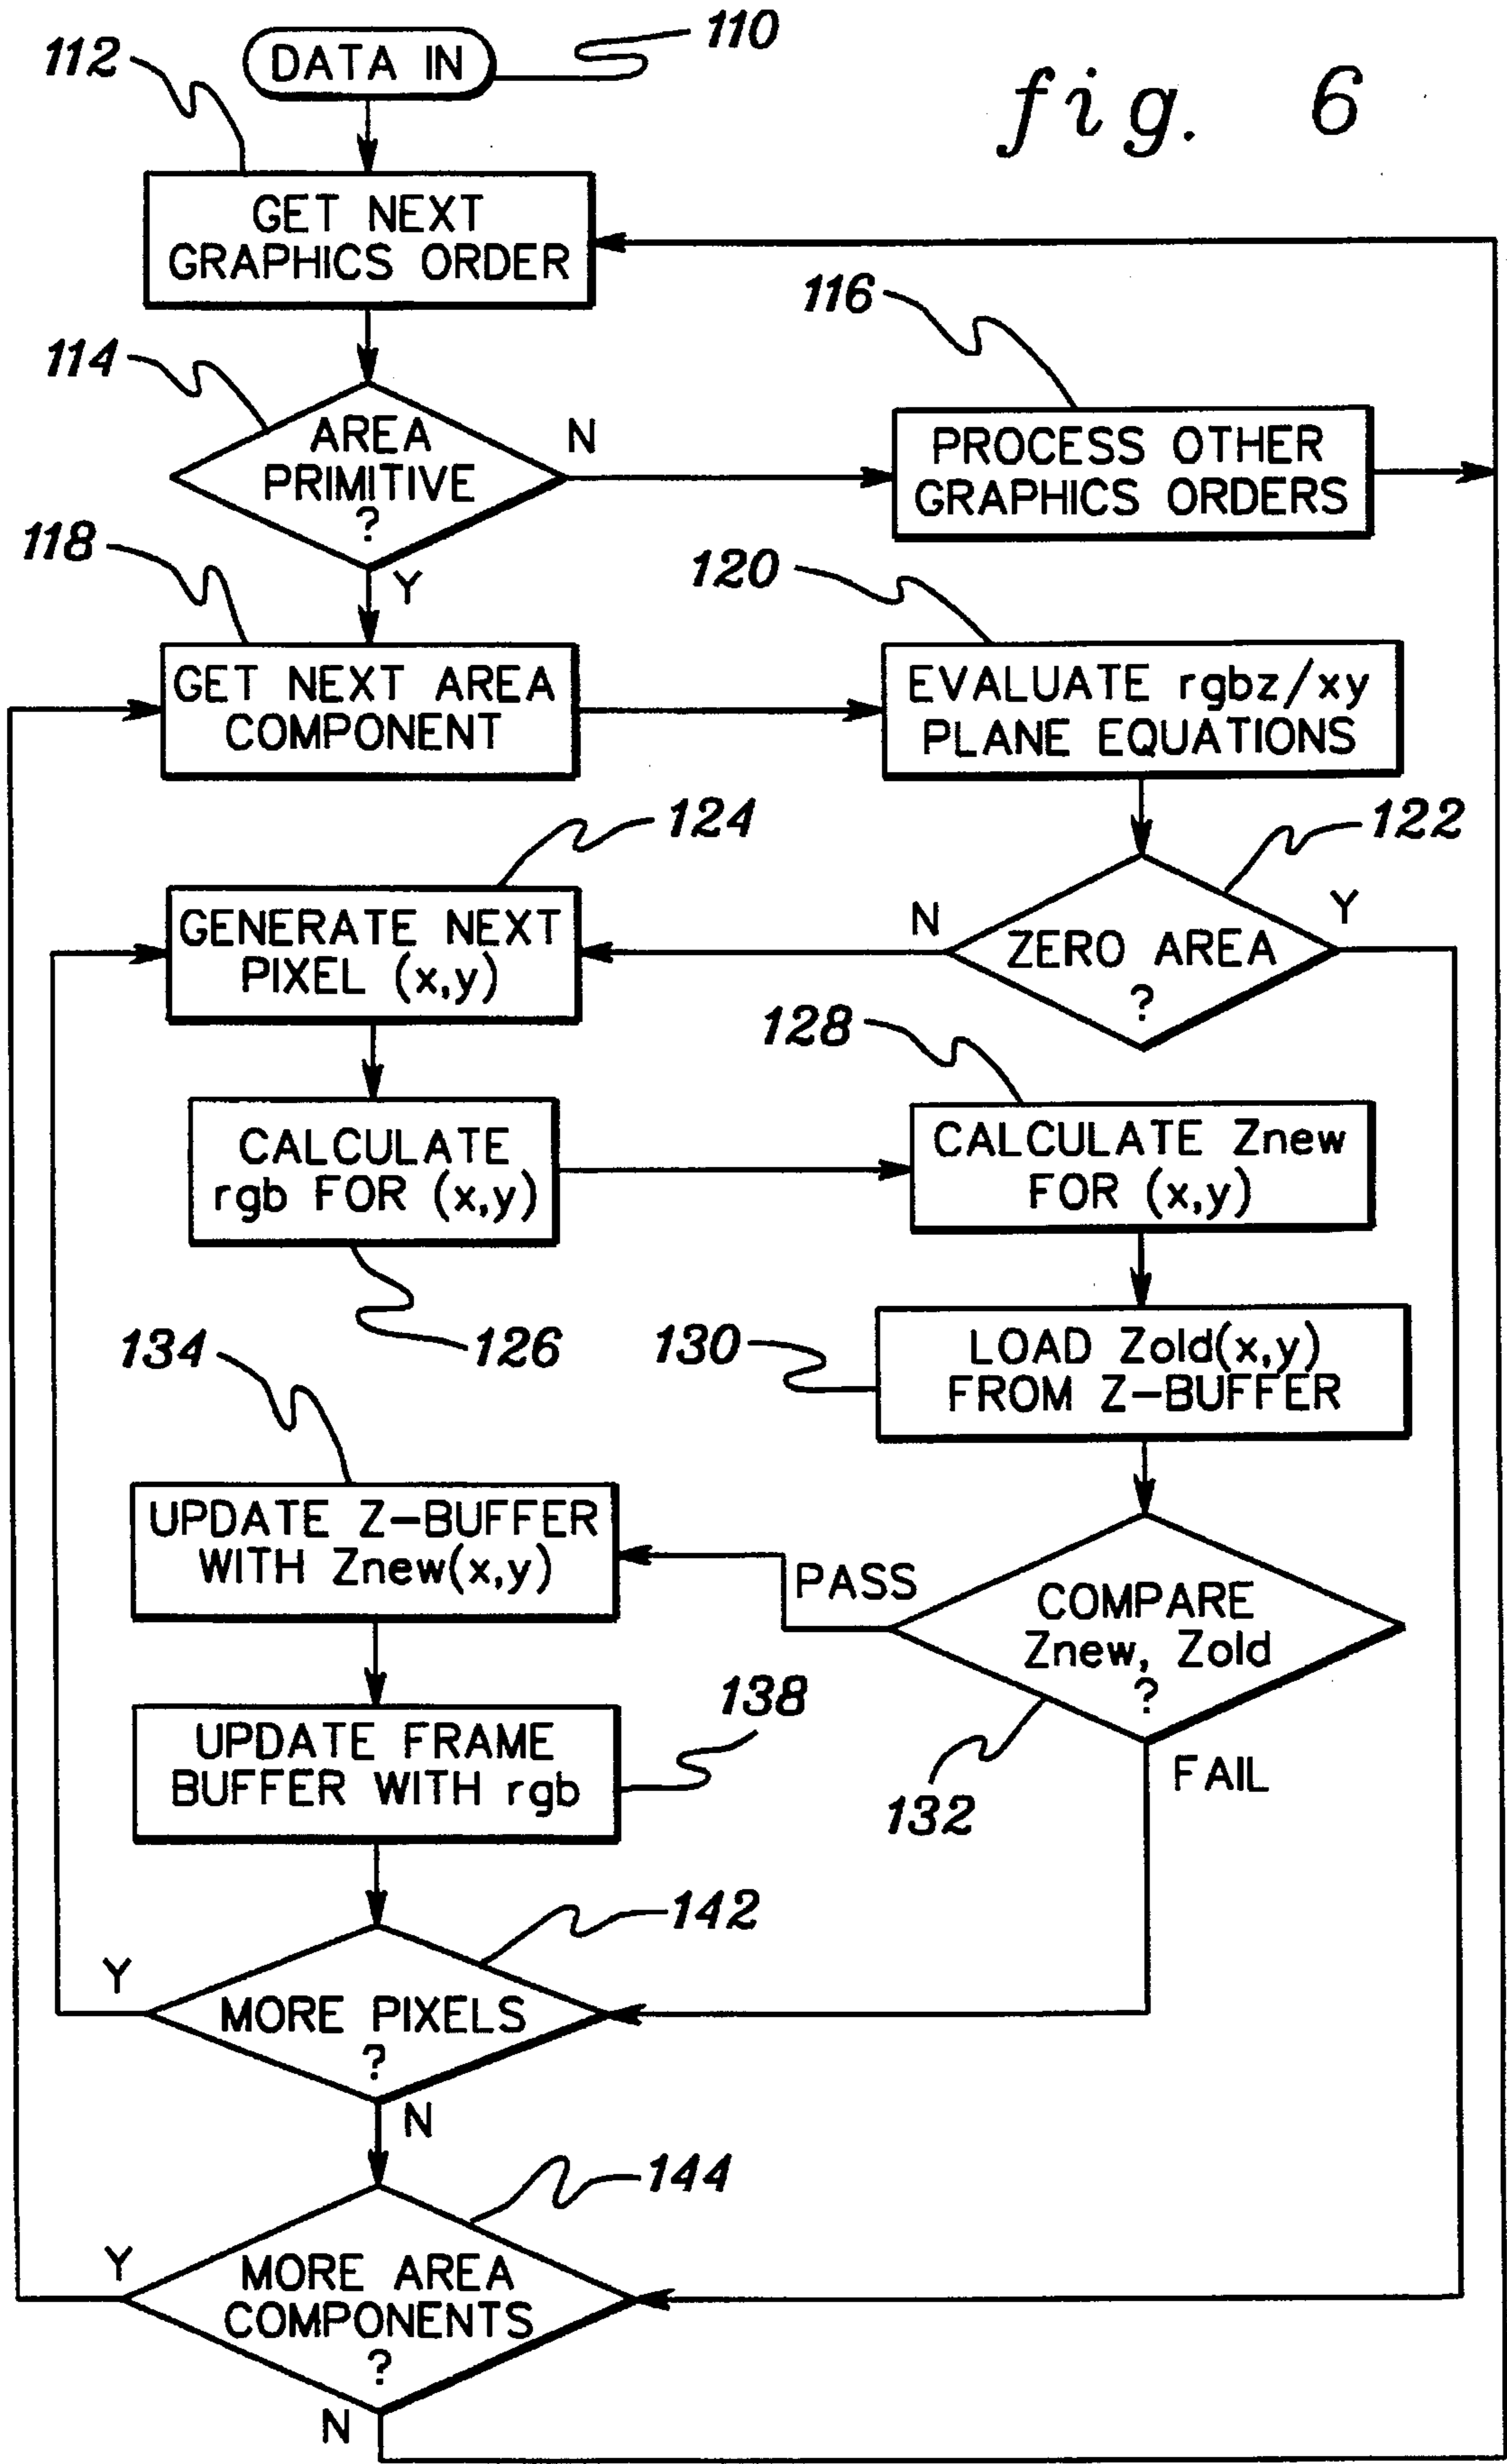 110
DATA IN
112
fig. 6
GET NEXT
GRAPHICS ORDER
116
114
AREA
PRIMITIVE
?
N
PROCESS OTHER
GRAPHICS ORDERS
118
Y
120
GET NEXT AREA
COMPONENT
EVALUATE rgbz/xy
PLANE EQUATIONS
124
122
GENERATE NEXT
PIXEL (x,y)
N
ZERO AREA
?
Y
128
CALCULATE
rgb FOR (x,y)
CALCULATE Znew
FOR (x,y)
126
134
130
LOAD Zold(x,y)
FROM Z-BUFFER
UPDATE Z-BUFFER
WITH Znew(x,y)
PASS
COMPARE
Znew, Zold
?
138
132
FAIL
UPDATE FRAME
BUFFER WITH rgb
142
Y
MORE PIXELS
?
N
144
Y
MORE AREA
COMPONENTS
?
N